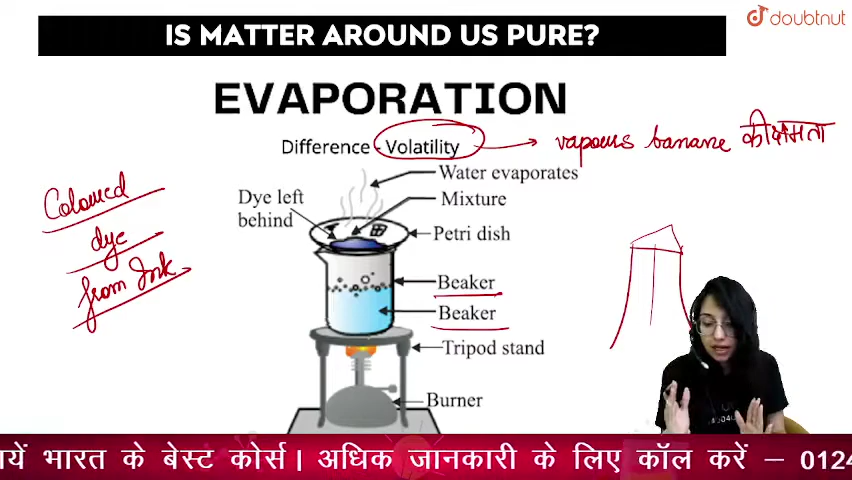 IS MATTER AROUND US PURE?
doubtnut
EVAPORATION
Difference - Volatility
vapours banane की क्षमता
Water evaporates
Dye left
behind
Mixture
Petri dish
Coloured
dye
from Ink
Beaker
Beaker
Tripod stand
Burner
यें भारत के बेस्ट कोर्स। अधिक जानकारी के लिए कॉल करें – 0124